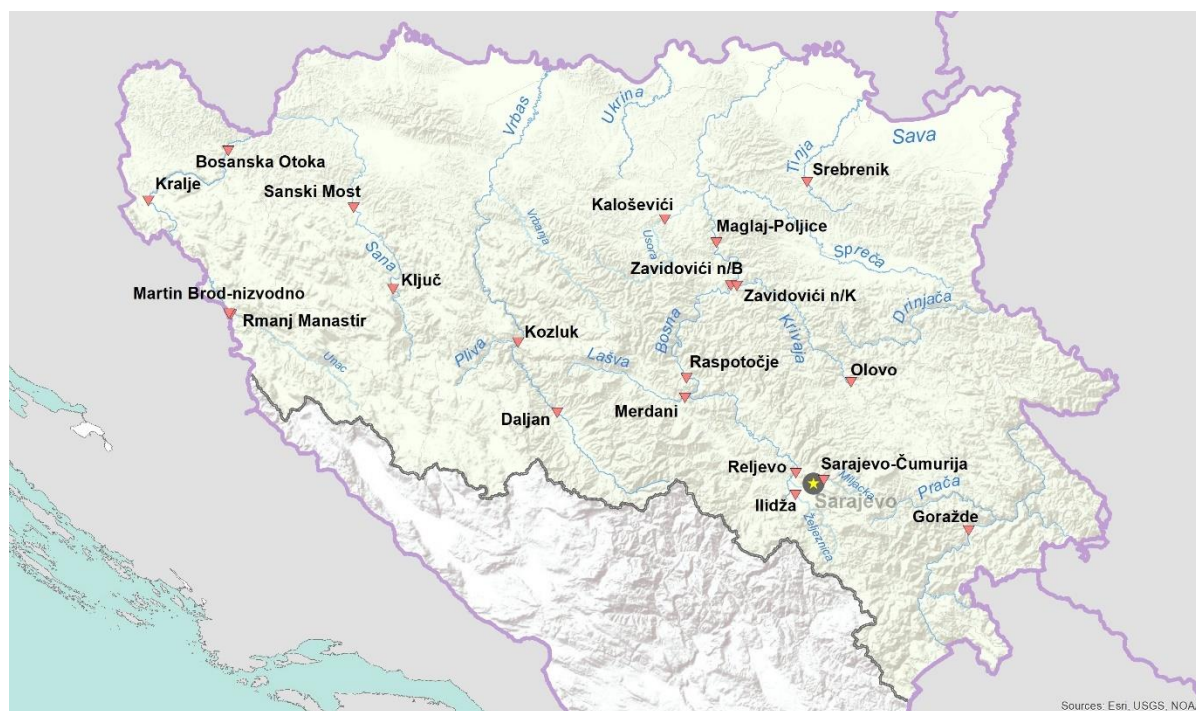 Vrbas
Ukrina
Sava
Tinja
Bosanska Otoka
Srebrenik
Kralje
Sanski Most
Kaloševići
Vrbanja
Usora
Maglaj-Poljice
Spreča
Sana
Zavidovići n/B
Ključ
Zavidovići n/K
Martin Brod-nizvodno
Rmanj Manastir
Drinjača
Krivaja
Bosna
Kozluk
Pliva
Lašva
Unac
Raspotočje
Olovo
Merdani
Daljan
Reljevo
Sarajevo-Čumurija
Miljacka
Prača
Ilidža
Sarajevo
Goražde
Željeznica
Sources: Esri, USGS, NOA